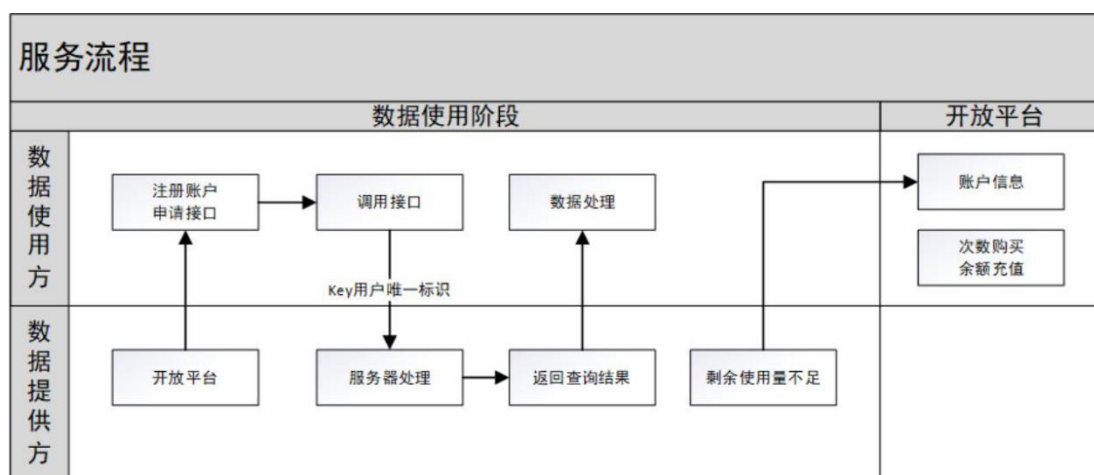 服务流程
数据使用阶段
开放平台
数据使用方
注册账户
申请接口
调用接口
数据处理
账户信息
次数购买
余额充值
Key用户唯一标识
数据提供方
开放平台
服务器处理
返回查询结果
剩余使用量不足